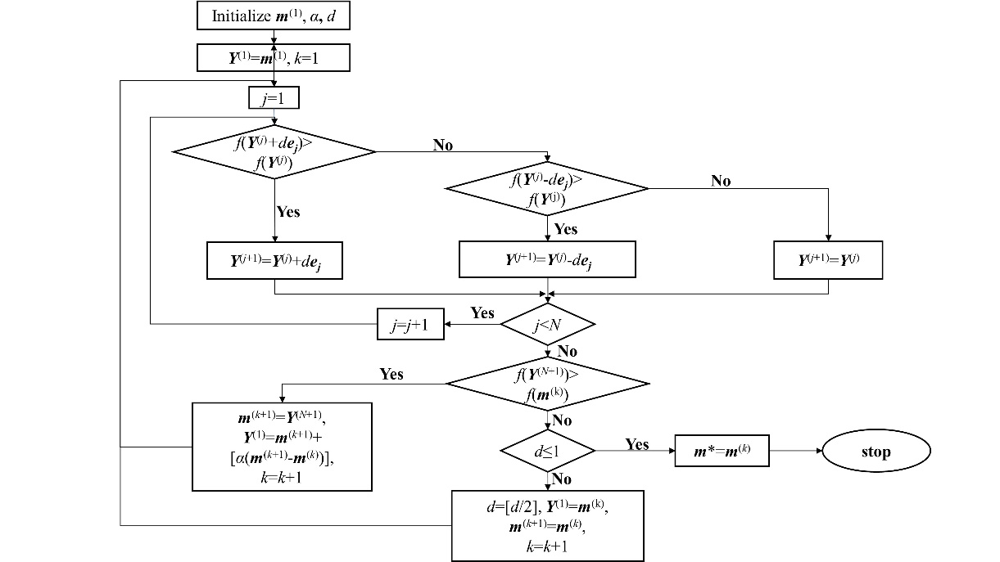 Initialize m⁽¹⁾, α, d
Y⁽¹⁾=m⁽¹⁾, k=1
j=1
f(Y⁽ʲ⁾+deⱼ)>
f(Y⁽ʲ⁾)
No
f(Y⁽ʲ⁾-deⱼ)>
f(Y⁽ʲ⁾)
No
Yes
Yes
Y⁽ʲ⁺¹⁾=Y⁽ʲ⁾+deⱼ
Y⁽ʲ⁺¹⁾=Y⁽ʲ⁾-deⱼ
Y⁽ʲ⁺¹⁾=Y⁽ʲ⁾
j=j+1
Yes
j<N
No
Yes
f(Y⁽ᴺ⁺¹⁾)>
f(m⁽ᵏ⁾)
m⁽ᵏ⁺¹⁾=Y⁽ᴺ⁺¹⁾,
Y⁽¹⁾=m⁽ᵏ⁺¹⁾+
[α(m⁽ᵏ⁺¹⁾-m⁽ᵏ⁾)],
k=k+1
No
d≤1
Yes
m*=m⁽ᵏ⁾
stop
No
d=[d/2], Y⁽¹⁾=m⁽ᵏ⁾,
m⁽ᵏ⁺¹⁾=m⁽ᵏ⁾,
k=k+1